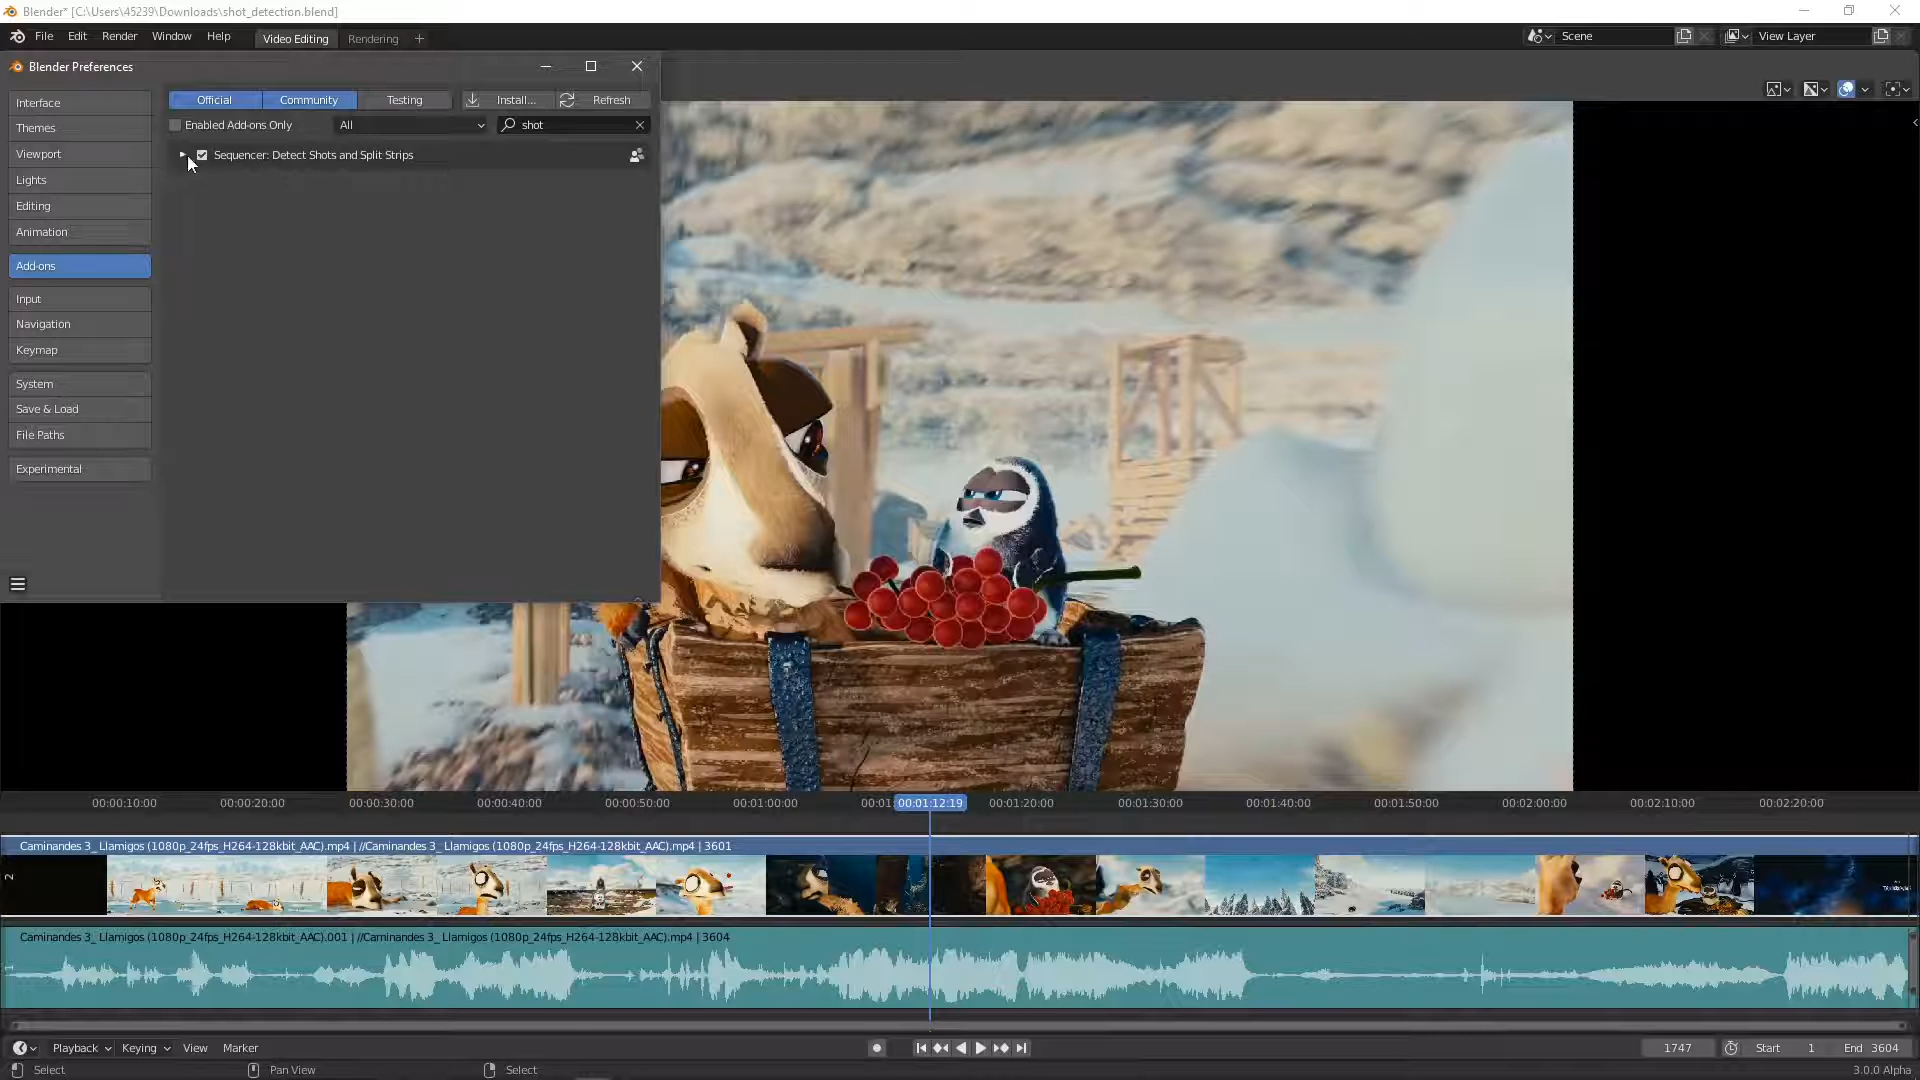 Blender* [C:\Users\45239\Downloads\shot_detection.blend]
File Edit Render Window Help Video Editing Rendering + Scene View Layer
Blender Preferences
Interface
Themes
Viewport
Lights
Editing
Animation
Add-ons
Input
Navigation
Keymap
System
Save & Load
File Paths
Experimental
Official Community Testing Install... Refresh
Enabled Add-ons Only All shot
Sequencer: Detect Shots and Split Strips
00:00:10:00 00:00:20:00 00:00:30:00 00:00:40:00 00:00:50:00 00:01:00:00 00:01:12:19 00:01:20:00 00:01:30:00 00:01:40:00 00:01:50:00 00:02:00:00 00:02:10:00 00:02:20:00
Caminandes 3_ Llamigos (1080p_24fps_H264-128kbit_AAC).mp4 | //Caminandes 3_ Llamigos (1080p_24fps_H264-128kbit_AAC).mp4 | 3601
2
Caminandes 3_ Llamigos (1080p_24fps_H264-128kbit_AAC).001 | //Caminandes 3_ Llamigos (1080p_24fps_H264-128kbit_AAC).mp4 | 3604
1
Playback Keying View Marker 1747 Start 1 End 3604
Select Pan View Select 3.0.0 Alpha